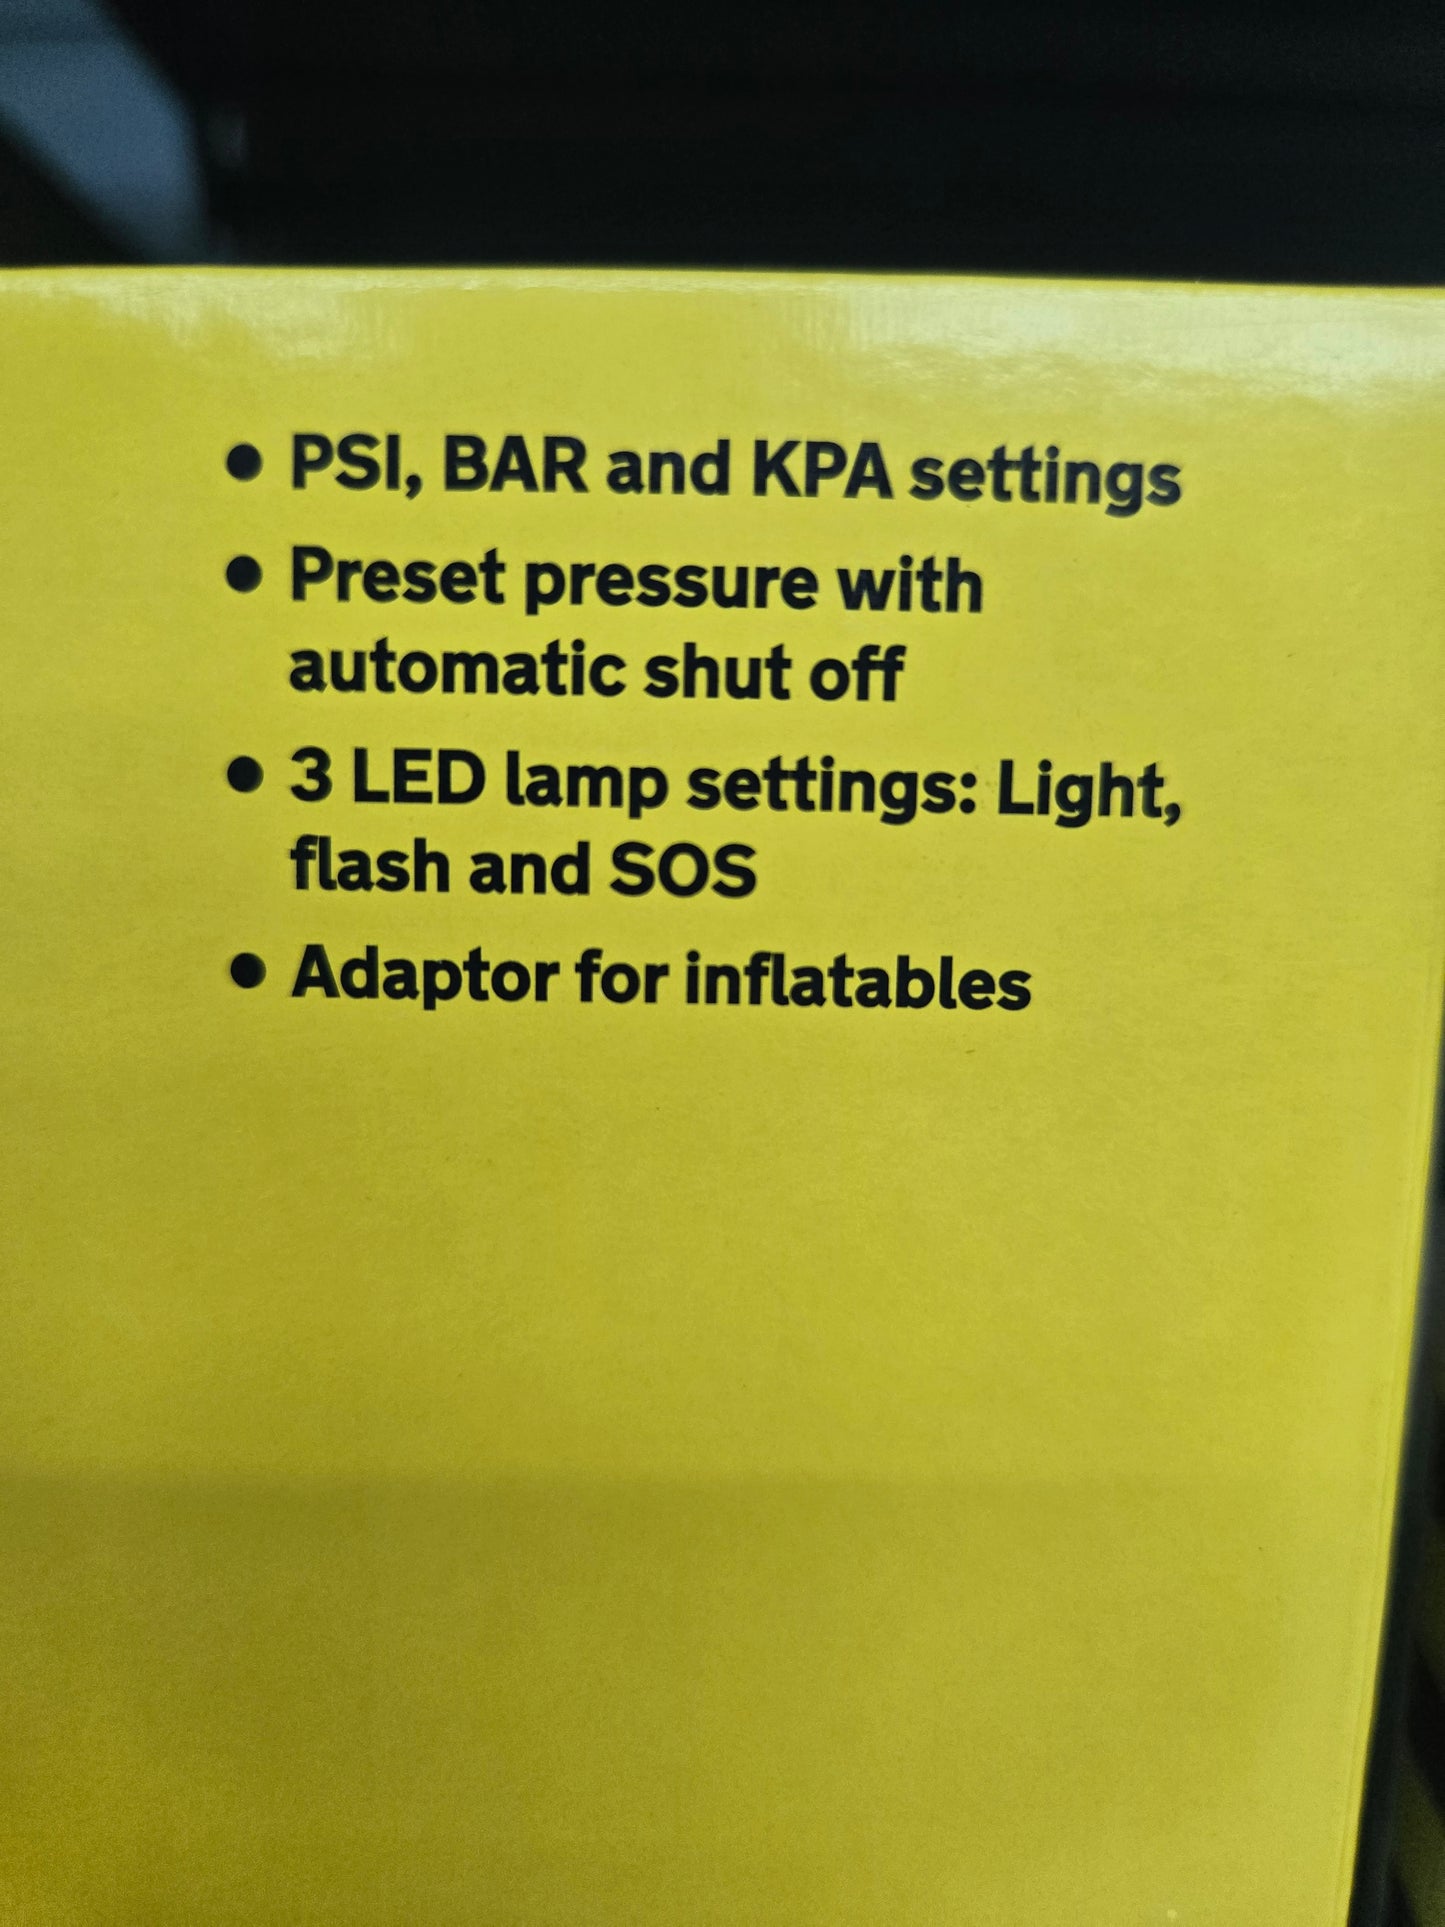 • PSI, BAR and KPA settings
• Preset pressure with
automatic shut off
• 3 LED lamp settings: Light,
flash and SOS
• Adaptor for inflatables